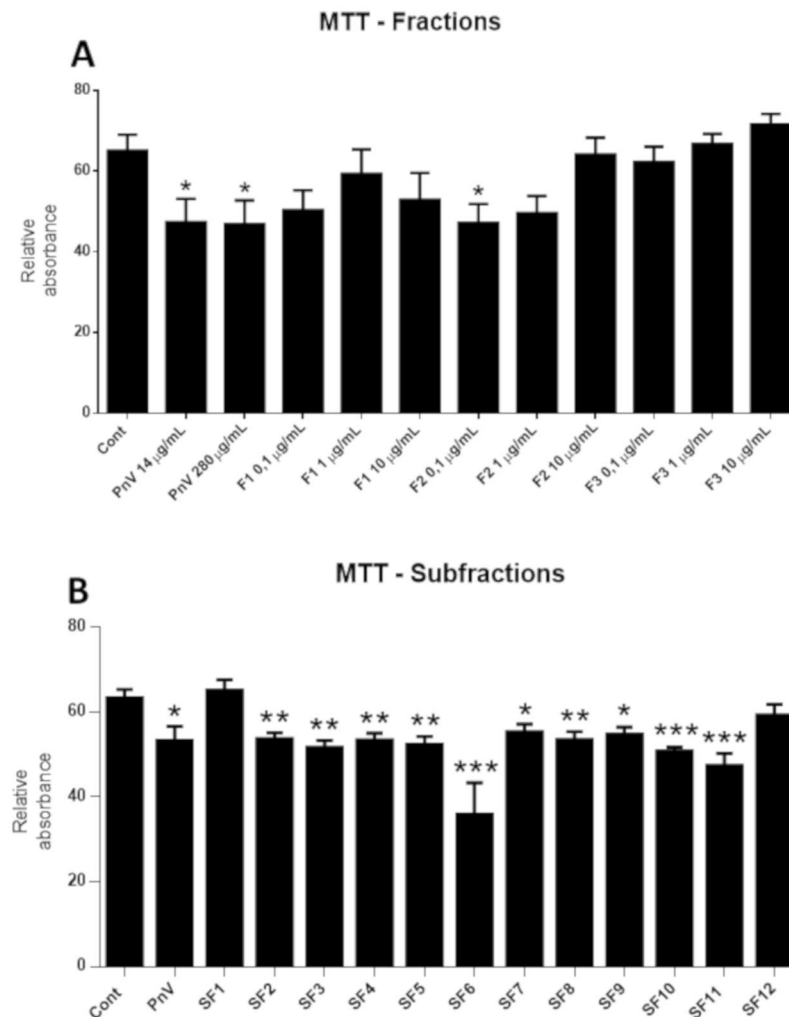 MTT - Fractions
A
80
60
40
20
0
Relative
absorbance
* * *
Cont
PnV 14 µg/mL
PnV 280 µg/mL
F1 0,1 µg/mL
F1 1 µg/mL
F1 10 µg/mL
F2 0,1 µg/mL
F2 1 µg/mL
F2 10 µg/mL
F3 0,1 µg/mL
F3 1 µg/mL
F3 10 µg/mL
MTT - Subfractions
B
80
60
40
20
0
Relative
absorbance
* ** ** ** ** *** * ** * *** ***
Cont
PnV
SF1
SF2
SF3
SF4
SF5
SF6
SF7
SF8
SF9
SF10
SF11
SF12